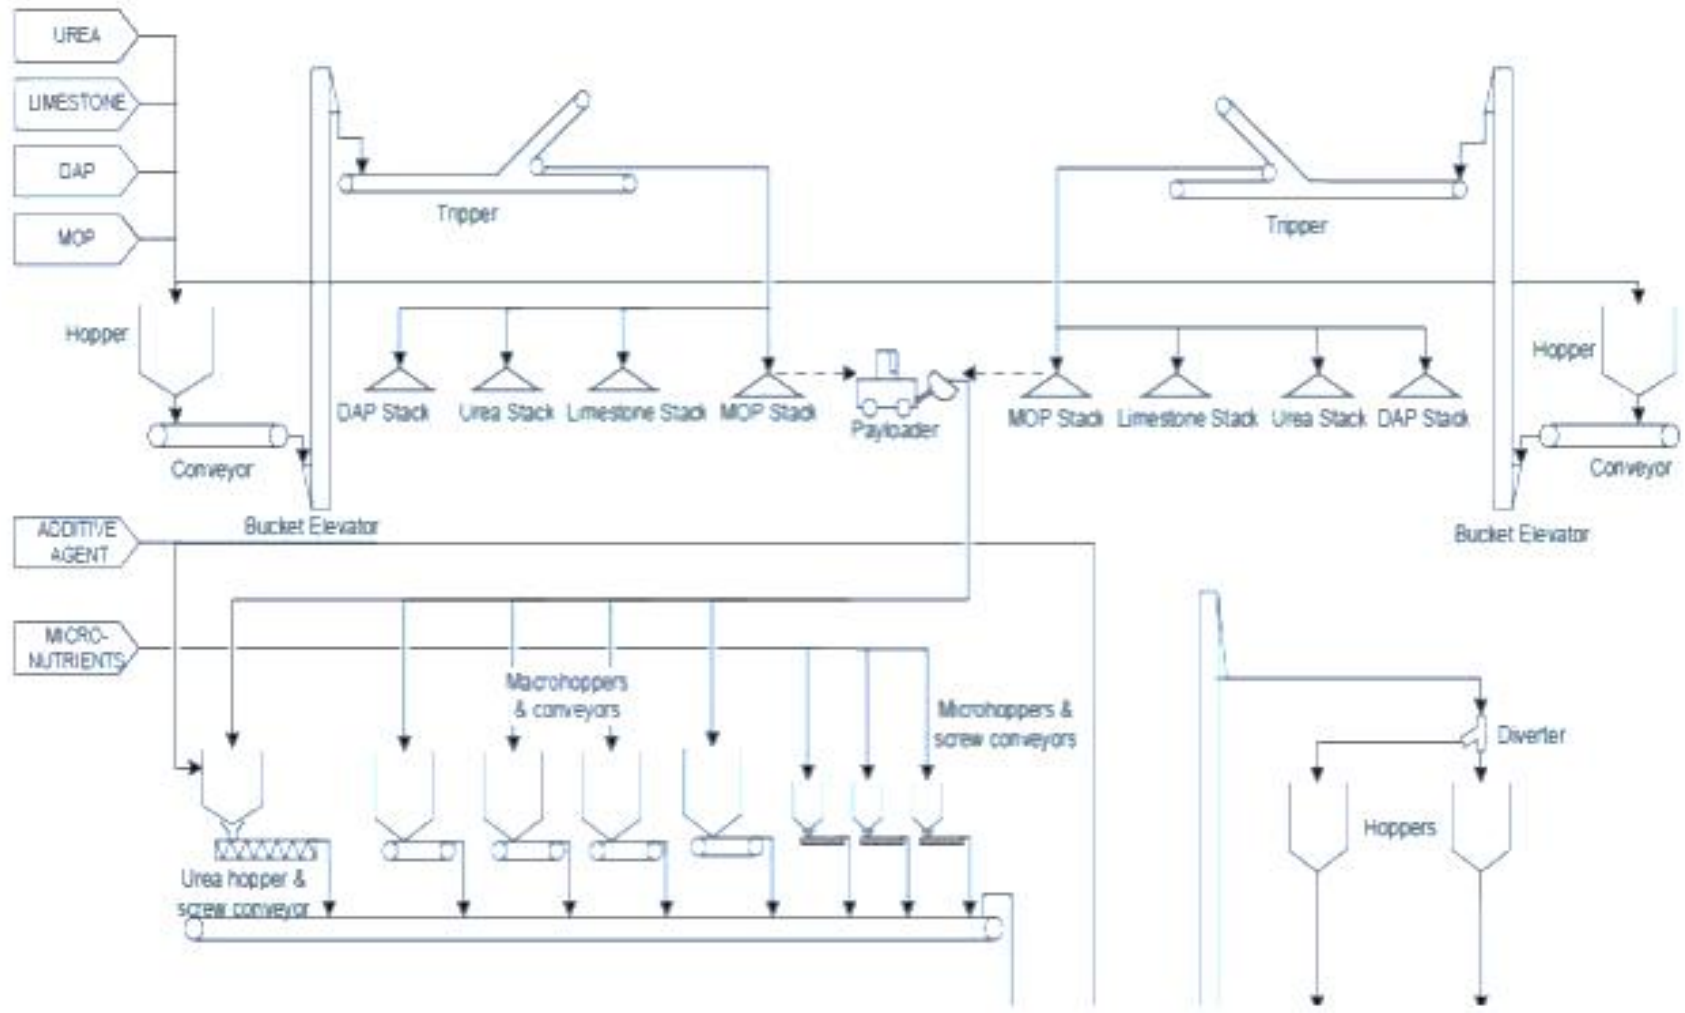 UREA
LIMESTONE
DAP
MOP
Tripper
Tripper
Hopper
Hopper
DAP Stack
Urea Stack
Limestone Stack
MOP Stack
Payloader
MOP Stack
Limestone Stack
Urea Stack
DAP Stack
Conveyor
Conveyor
Bucket Elevator
Bucket Elevator
ADDITIVE
AGENT
MICRO-
NUTRIENTS
Macrohoppers
& conveyors
Microhoppers &
screw conveyors
Diverter
Hoppers
Urea hopper &
screw conveyor